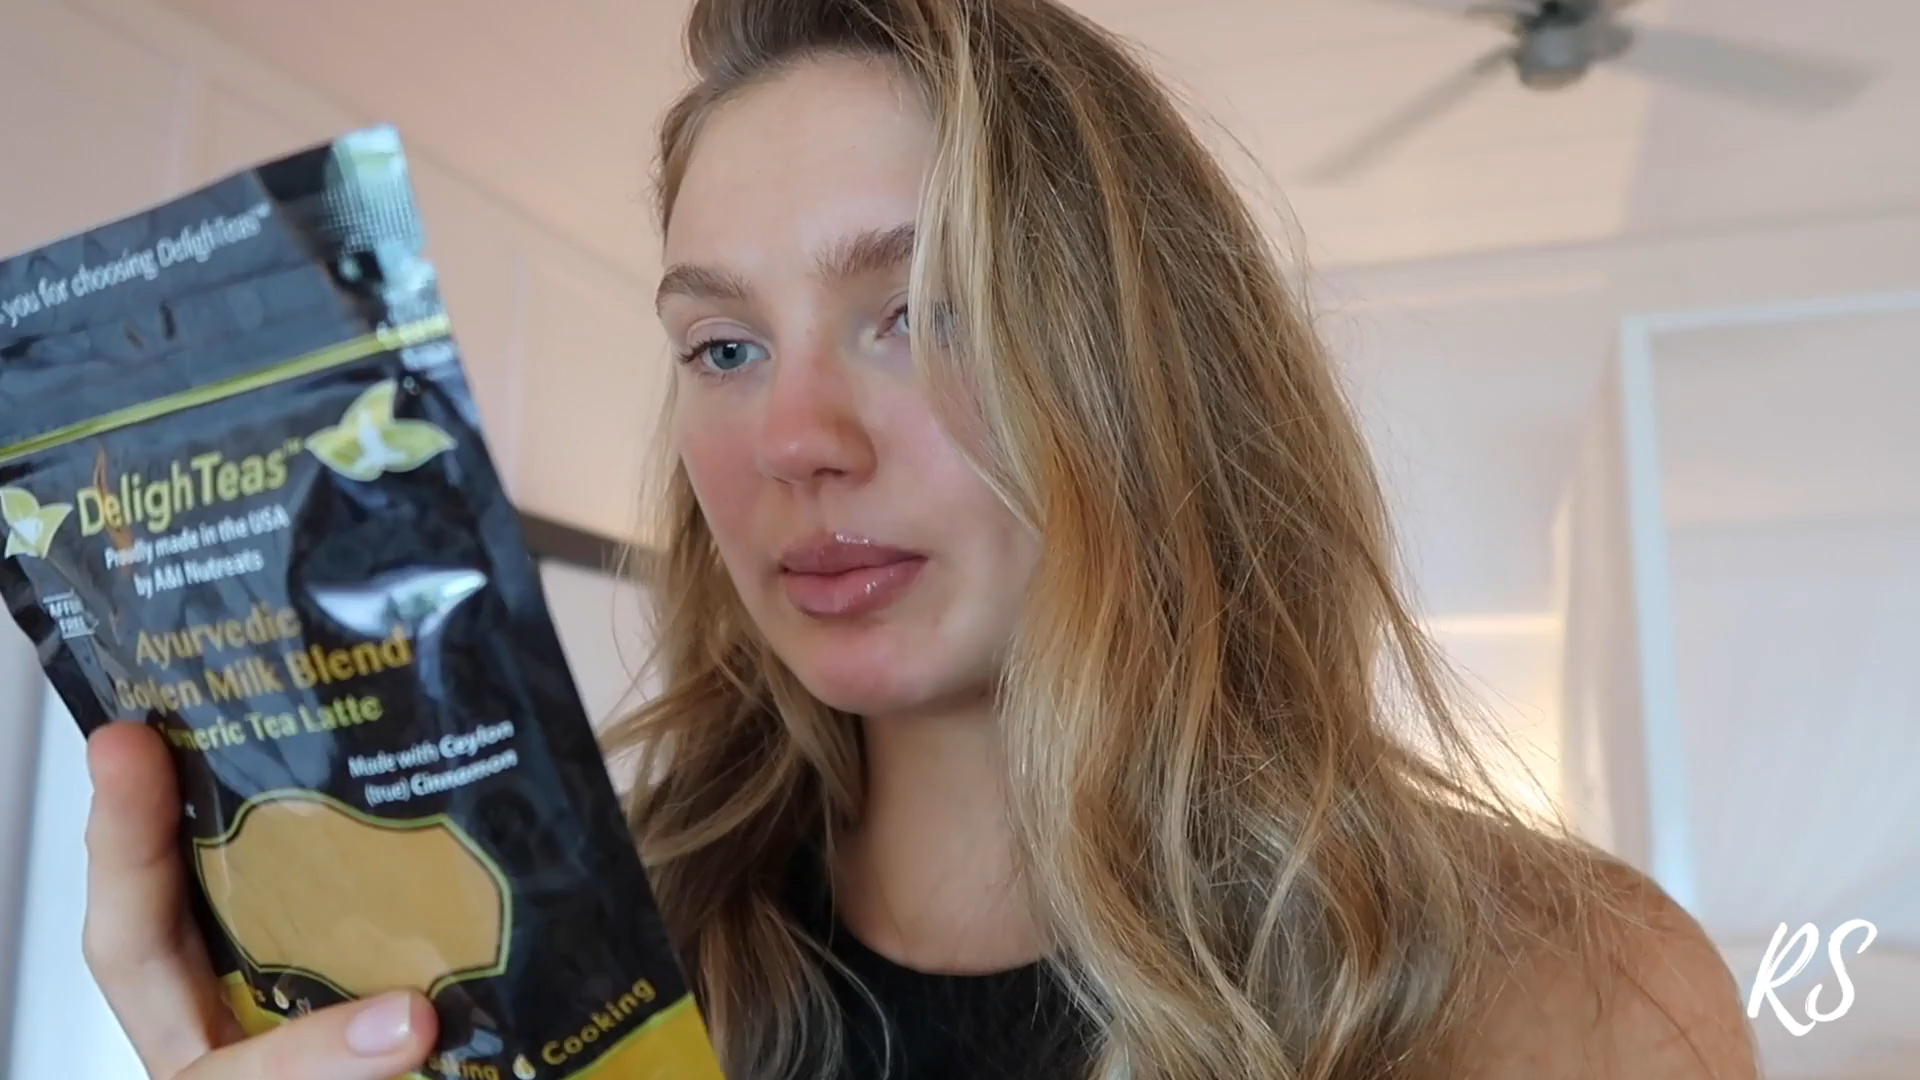 you for choosing DelighTeas™
DelighTeas™
Proudly made in the USA
by A&I Nutreats
FREE
Ayurvedic
Golden Milk Blend
Tea Latte
Made with Ceylon
(true) Cinnamon
Cooking
RS